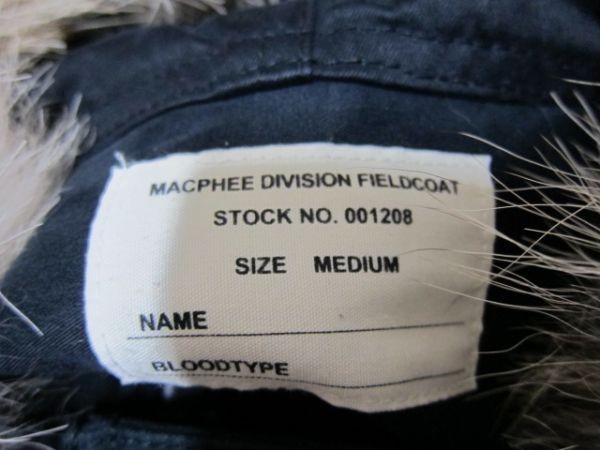 MACPHEE DIVISION FIELDCOAT
STOCK NO. 001208
SIZE MEDIUM
NAME
BLOODTYPE